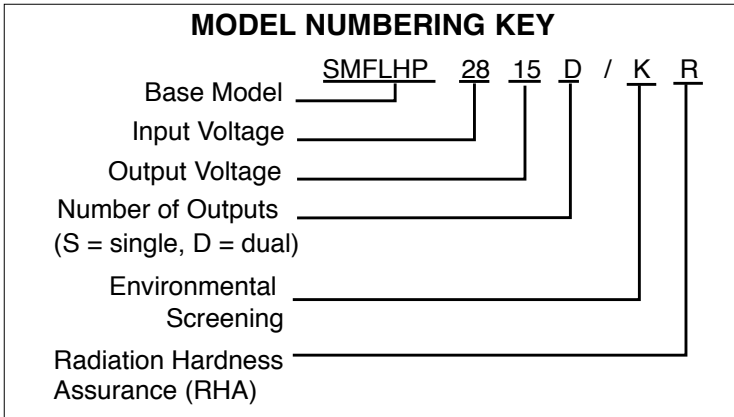 MODEL NUMBERING KEY
SMFLHP 28 15 D / K R
Base Model
Input Voltage
Output Voltage
Number of Outputs
(S = single, D = dual)
Environmental
Screening
Radiation Hardness
Assurance (RHA)